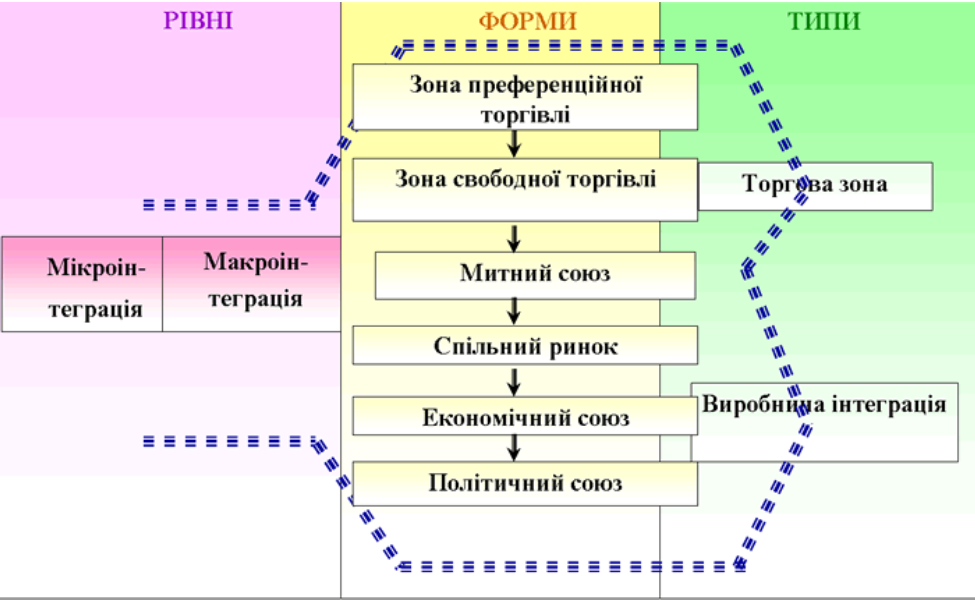 РІВНІ
ФОРМИ
ТИПИ
Зона преференційної
торгівлі
Зона свободної торгівлі
Торгова зона
Мікроін-
теграція
Макроін-
теграція
Митний союз
Спільний ринок
Економічний союз
Виробнича інтеграція
Політичний союз